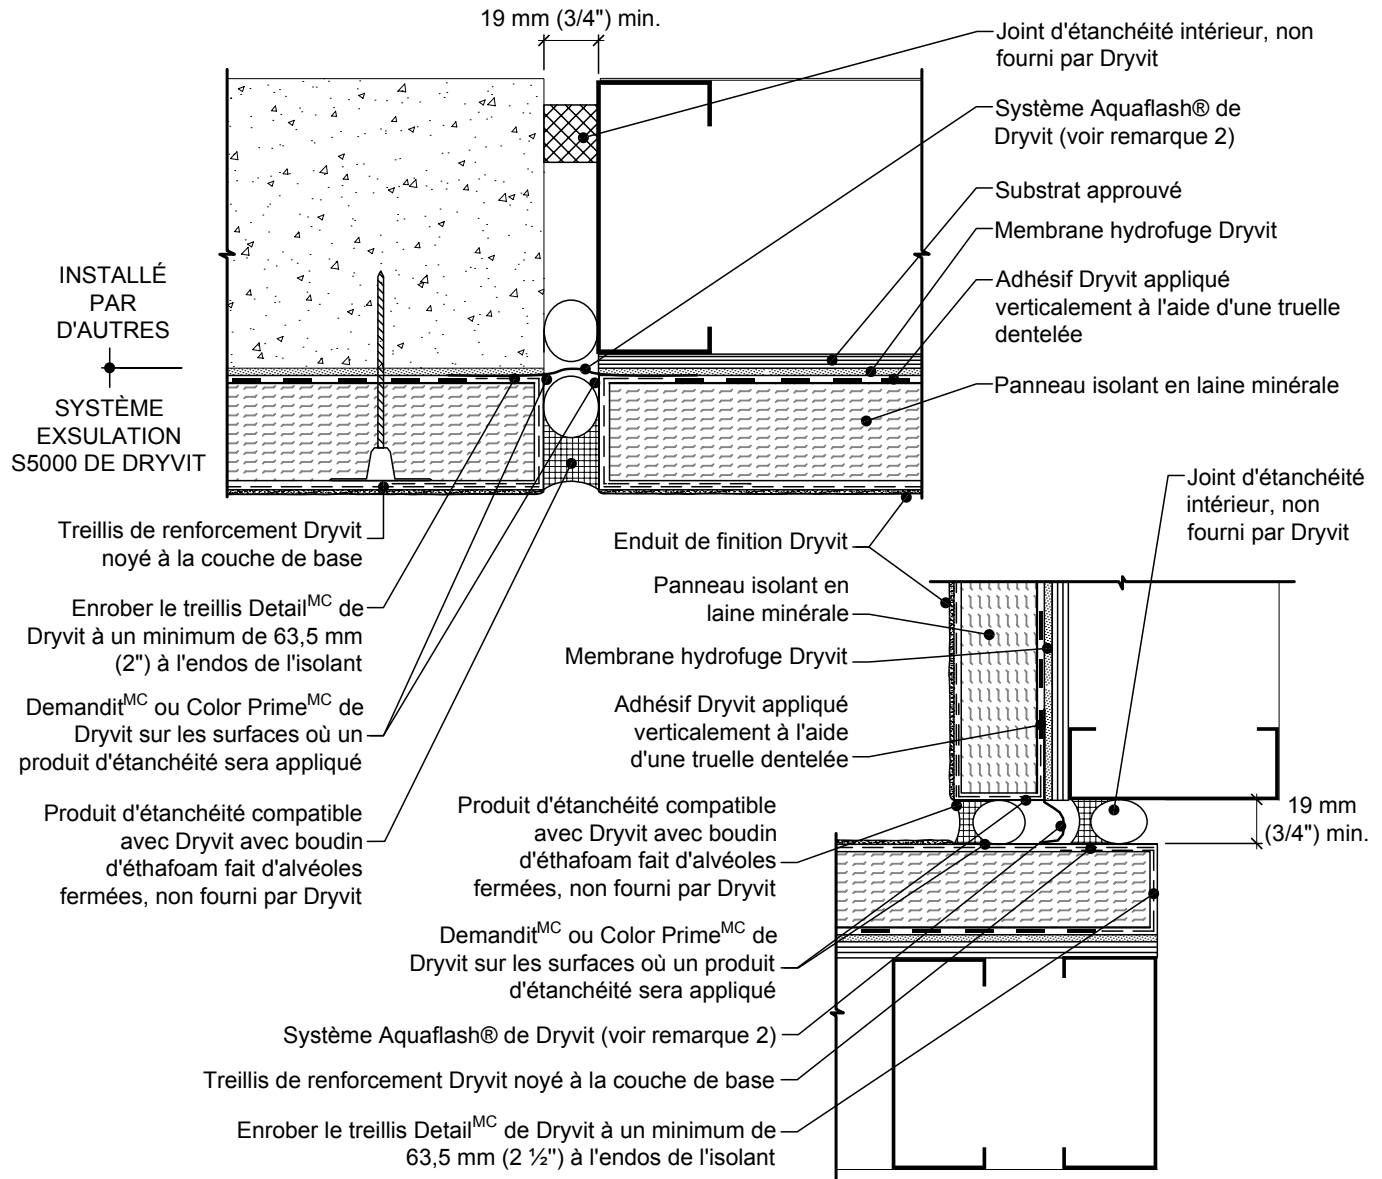 19 mm (3/4") min.
Joint d'étanchéité intérieur, non
fourni par Dryvit
Système Aquaflash® de
Dryvit (voir remarque 2)
Substrat approuvé
Membrane hydrofuge Dryvit
Adhésif Dryvit appliqué
verticalement à l'aide d'une truelle
dentelée
Panneau isolant en laine minérale
INSTALLÉ
PAR
D'AUTRES
SYSTÈME
EXSULATION
S5000 DE DRYVIT
Treillis de renforcement Dryvit
noyé à la couche de base
Enrober le treillis Detail^MC de
Dryvit à un minimum de 63,5 mm
(2") à l'endos de l'isolant
Demandit^MC ou Color Prime^MC de
Dryvit sur les surfaces où un
produit d'étanchéité sera appliqué
Produit d'étanchéité compatible
avec Dryvit avec boudin
d'éthafoam fait d'alvéoles
fermées, non fourni par Dryvit
Joint d'étanchéité
intérieur, non
fourni par Dryvit
Enduit de finition Dryvit
Panneau isolant en
laine minérale
Membrane hydrofuge Dryvit
Adhésif Dryvit appliqué
verticalement à l'aide
d'une truelle dentelée
Produit d'étanchéité compatible
avec Dryvit avec boudin
d'éthafoam fait d'alvéoles
fermées, non fourni par Dryvit
19 mm
(3/4") min.
Demandit^MC ou Color Prime^MC de
Dryvit sur les surfaces où un produit
d'étanchéité sera appliqué
Système Aquaflash® de Dryvit (voir remarque 2)
Treillis de renforcement Dryvit noyé à la couche de base
Enrober le treillis Detail^MC de Dryvit à un minimum de
63,5 mm (2 ½") à l'endos de l'isolant